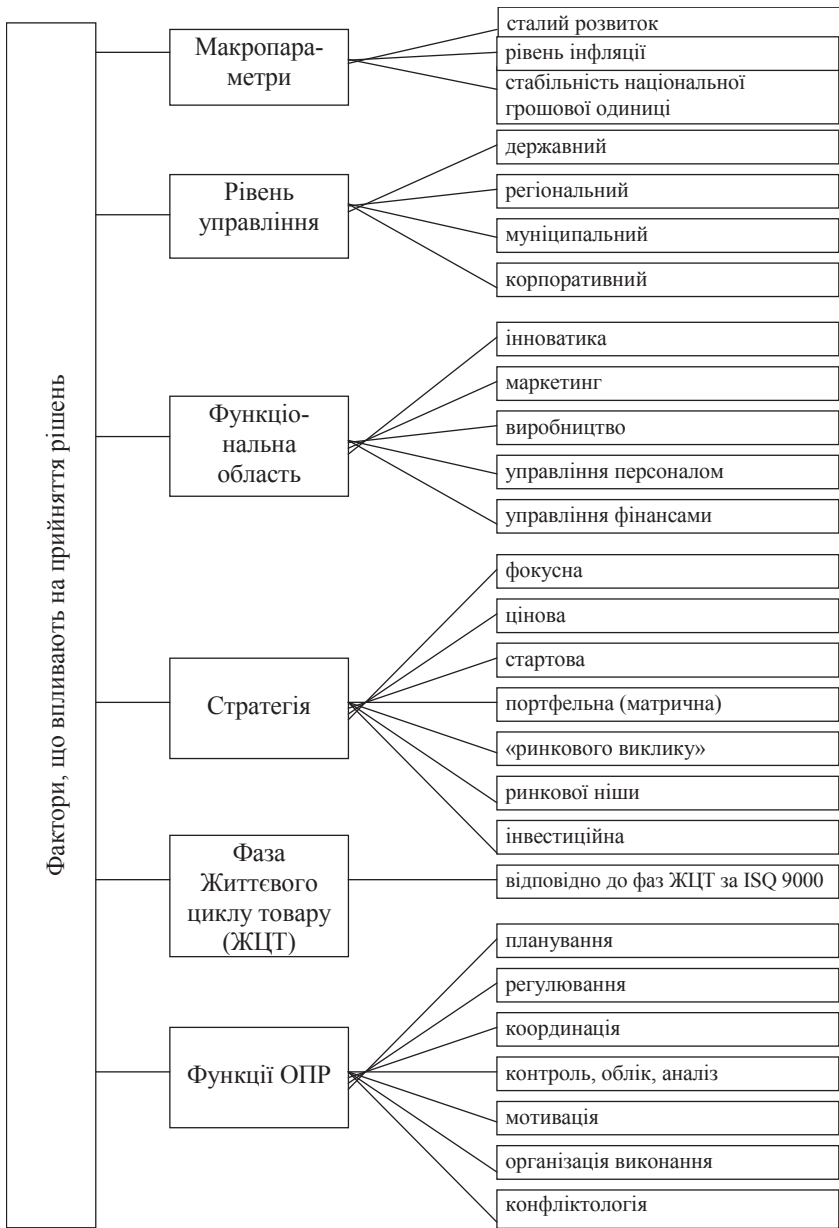 Фактори, що впливають на прийняття рішень
Макропара-
метри
сталий розвиток
рівень інфляції
стабільність національної
грошової одиниці
Рівень
управління
державний
регіональний
муніципальний
корпоративний
Функціо-
нальна
область
інноватика
маркетинг
виробництво
управління персоналом
управління фінансами
Стратегія
фокусна
цінова
стартова
портфельна (матрична)
«ринкового виклику»
ринкової ніши
інвестиційна
Фаза
Життєвого
циклу товару
(ЖЦТ)
відповідно до фаз ЖЦТ за ISQ 9000
Функції ОПР
планування
регулювання
координація
контроль, облік, аналіз
мотивація
організація виконання
конфліктологія